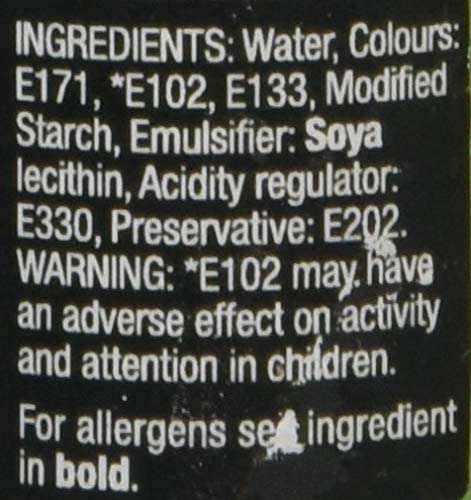 INGREDIENTS: Water, Colours:
E171, *E102, E133, Modified
Starch, Emulsifier: Soya
lecithin, Acidity regulator:
E330, Preservative: E202.
WARNING: *E102 may have
an adverse effect on activity
and attention in children.
For allergens see ingredient
in bold.